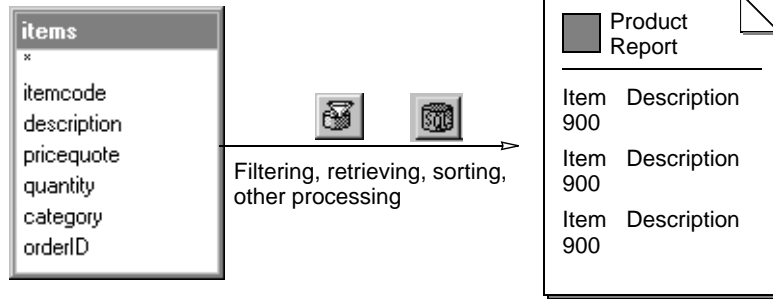 items
*
itemcode
description
pricequote
quantity
category
orderID
SQL
Filtering, retrieving, sorting,
other processing
Product
Report
Item Description
900
Item Description
900
Item Description
900